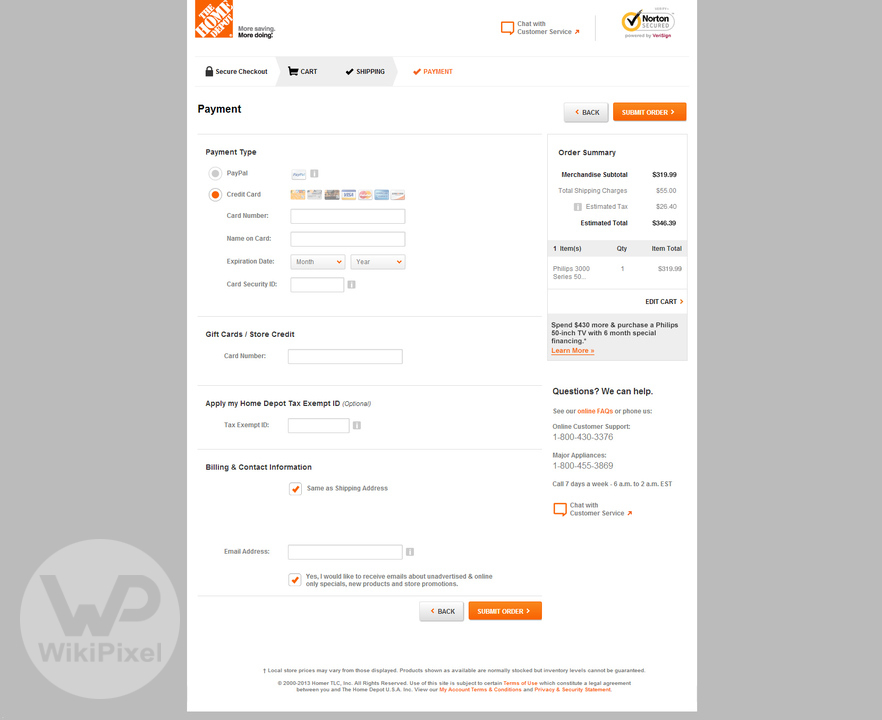 THE HOME DEPOT
More saving.
More doing.
Chat with
Customer Service
Norton
SECURED
powered by VeriSign
Secure Checkout
CART
SHIPPING
PAYMENT
Payment
BACK
SUBMIT ORDER
Payment Type
PayPal
PayPal
Credit Card
VISA
Card Number:
Name on Card:
Expiration Date:
Month
Year
Card Security ID:
Gift Cards / Store Credit
Card Number:
Apply my Home Depot Tax Exempt ID (Optional)
Tax Exempt ID:
Billing & Contact Information
Same as Shipping Address
Email Address:
Yes, I would like to receive emails about unadvertised & online
only specials, new products and store promotions.
BACK
SUBMIT ORDER
Order Summary
Merchandise Subtotal $319.99
Total Shipping Charges $55.00
Estimated Tax $26.40
Estimated Total $346.39
1 Item(s) Qty Item Total
Philips 3000 1 $319.99
Series 50...
EDIT CART
Spend $430 more & purchase a Philips
50-inch TV with 6 month special
financing.*
Learn More »
Questions? We can help.
See our online FAQs or phone us:
Online Customer Support:
1-800-430-3376
Major Appliances:
1-800-455-3869
Call 7 days a week - 6 a.m. to 2 a.m. EST
Chat with
Customer Service
WikiPixel
† Local store prices may vary from those displayed. Products shown as available are normally stocked but inventory levels cannot be guaranteed.
© 2000-2013 Homer TLC, Inc. All Rights Reserved. Use of this site is subject to certain Terms of Use which constitute a legal agreement
between you and The Home Depot U.S.A. Inc. View our My Account Terms & Conditions and Privacy & Security Statement.